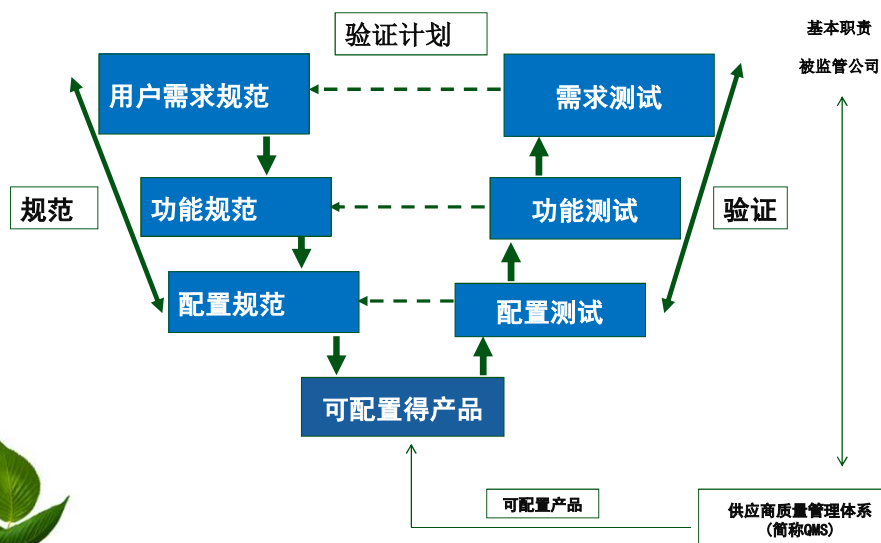 验证计划
基本职责
被监管公司
用户需求规范
需求测试
规范
功能规范
功能测试
验证
配置规范
配置测试
可配置得产品
可配置产品
供应商质量管理体系
(简称QMS)